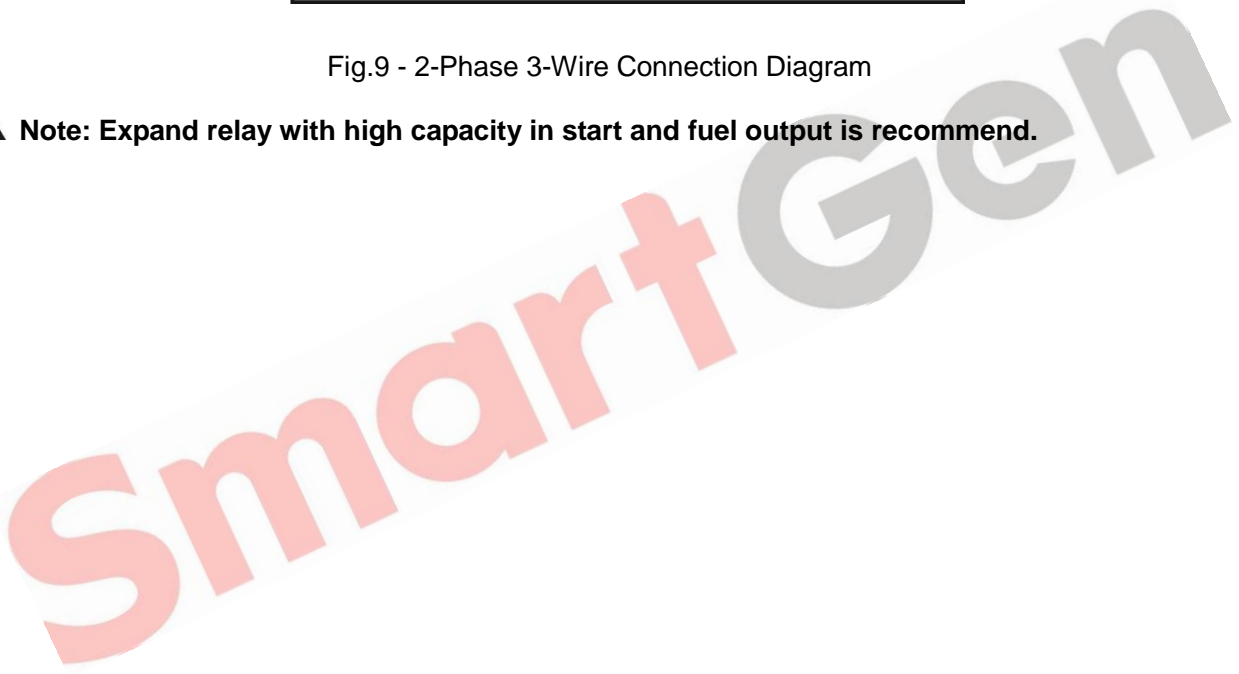 Fig.9 - 2-Phase 3-Wire Connection Diagram
Note: Expand relay with high capacity in start and fuel output is recommend.
SmartGen